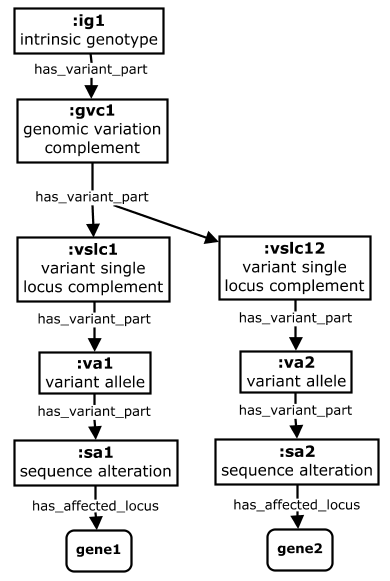 :ig1
intrinsic genotype
has_variant_part
:gvc1
genomic variation
complement
has_variant_part
:vslc1
variant single
locus complement
:vslc12
variant single
locus complement
has_variant_part
has_variant_part
:va1
variant allele
:va2
variant allele
has_variant_part
has_variant_part
:sa1
sequence alteration
:sa2
sequence alteration
has_affected_locus
has_affected_locus
gene1
gene2